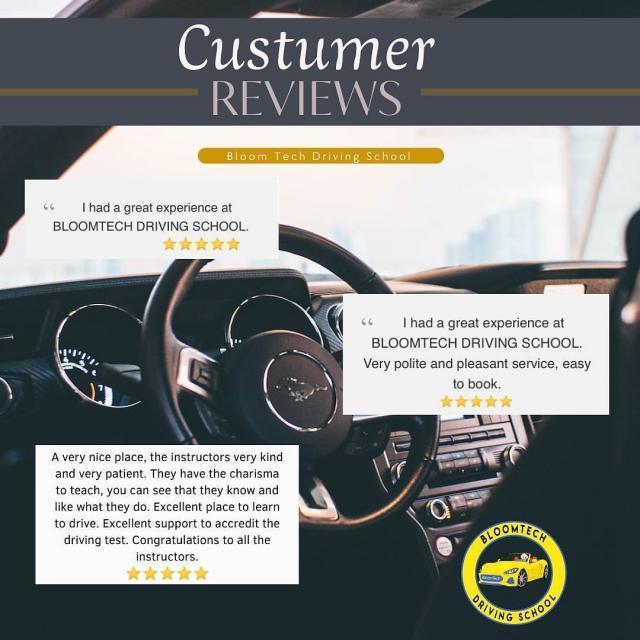 Custumer
REVIEWS
Bloom Tech Driving School
“ I had a great experience at
BLOOMTECH DRIVING SCHOOL.
“ I had a great experience at
BLOOMTECH DRIVING SCHOOL.
Very polite and pleasant service, easy
to book.
A very nice place, the instructors very kind
and very patient. They have the charisma
to teach, you can see that they know and
like what they do. Excellent place to learn
to drive. Excellent support to accredit the
driving test. Congratulations to all the
instructors.
BLOOMTECH
DRIVING SCHOOL